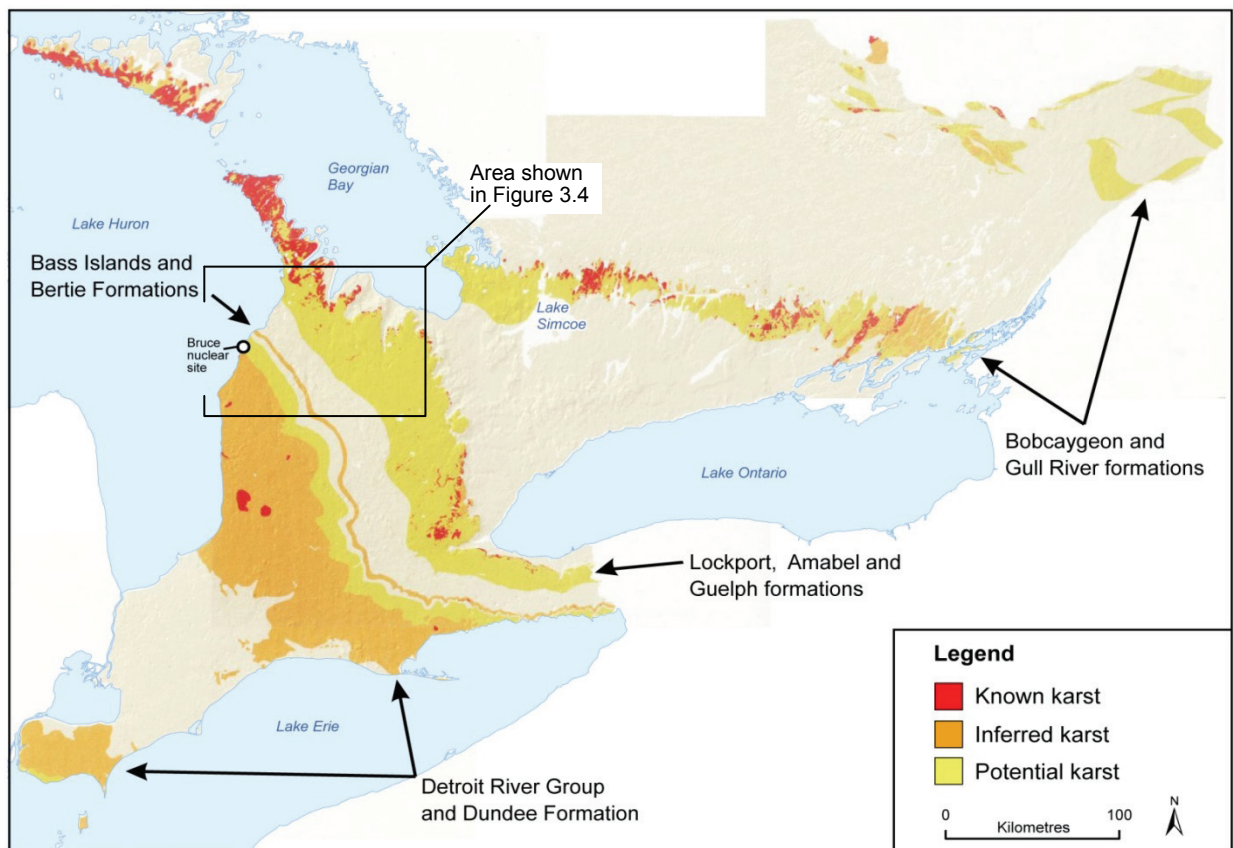 Georgian
Bay
Area shown
in Figure 3.4
Lake Huron
Bass Islands and
Bertie Formations
Bruce
nuclear
site
Lake
Simcoe
Bobcaygeon and
Gull River formations
Lake Ontario
Lockport, Amabel and
Guelph formations
Lake Erie
Detroit River Group
and Dundee Formation
Legend
Known karst
Inferred karst
Potential karst
0 100
Kilometres
N